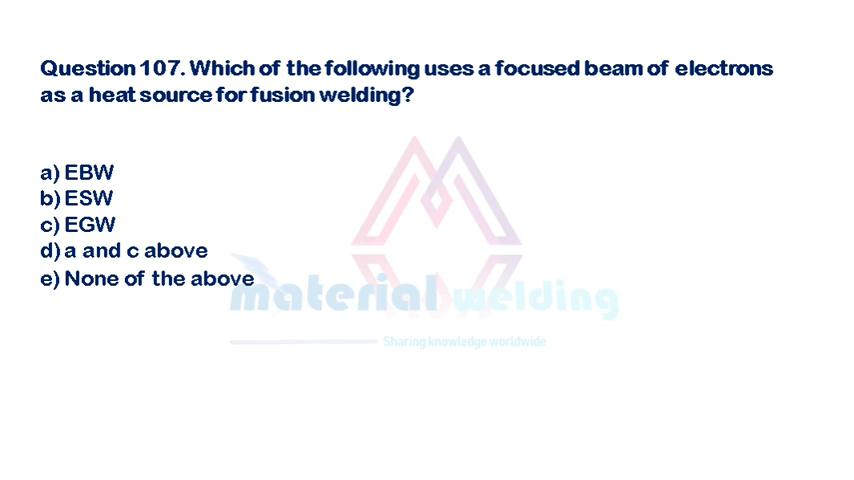 Question 107. Which of the following uses a focused beam of electrons
as a heat source for fusion welding?
a) EBW
b) ESW
c) EGW
d) a and c above
e) None of the above
material welding
Sharing knowledge worldwide